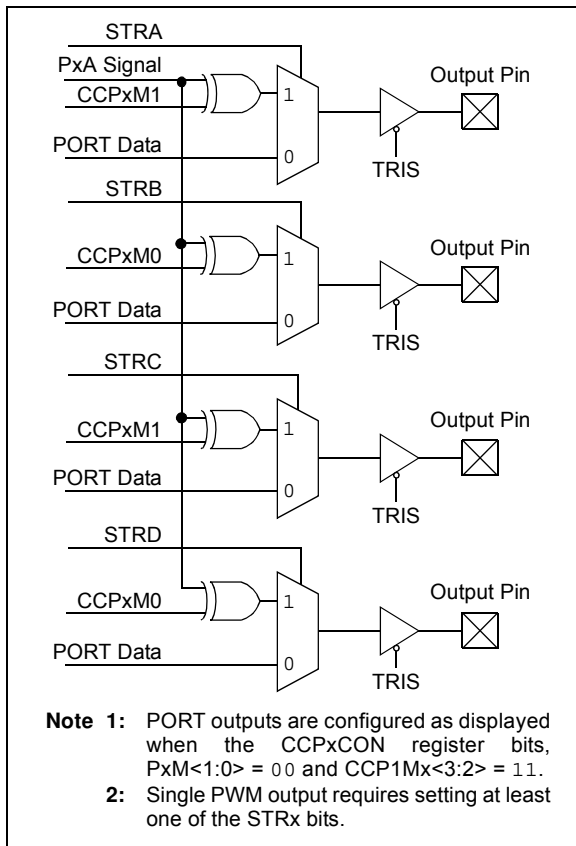 STRA
PxA Signal
CCPxM1
1
Output Pin
PORT Data
0
TRIS
STRB
CCPxM0
1
Output Pin
PORT Data
0
TRIS
STRC
CCPxM1
1
Output Pin
PORT Data
0
TRIS
STRD
CCPxM0
1
Output Pin
PORT Data
0
TRIS
Note 1: PORT outputs are configured as displayed
when the CCPxCON register bits,
PxM<1:0> = 00 and CCP1Mx<3:2> = 11.
2: Single PWM output requires setting at least
one of the STRx bits.